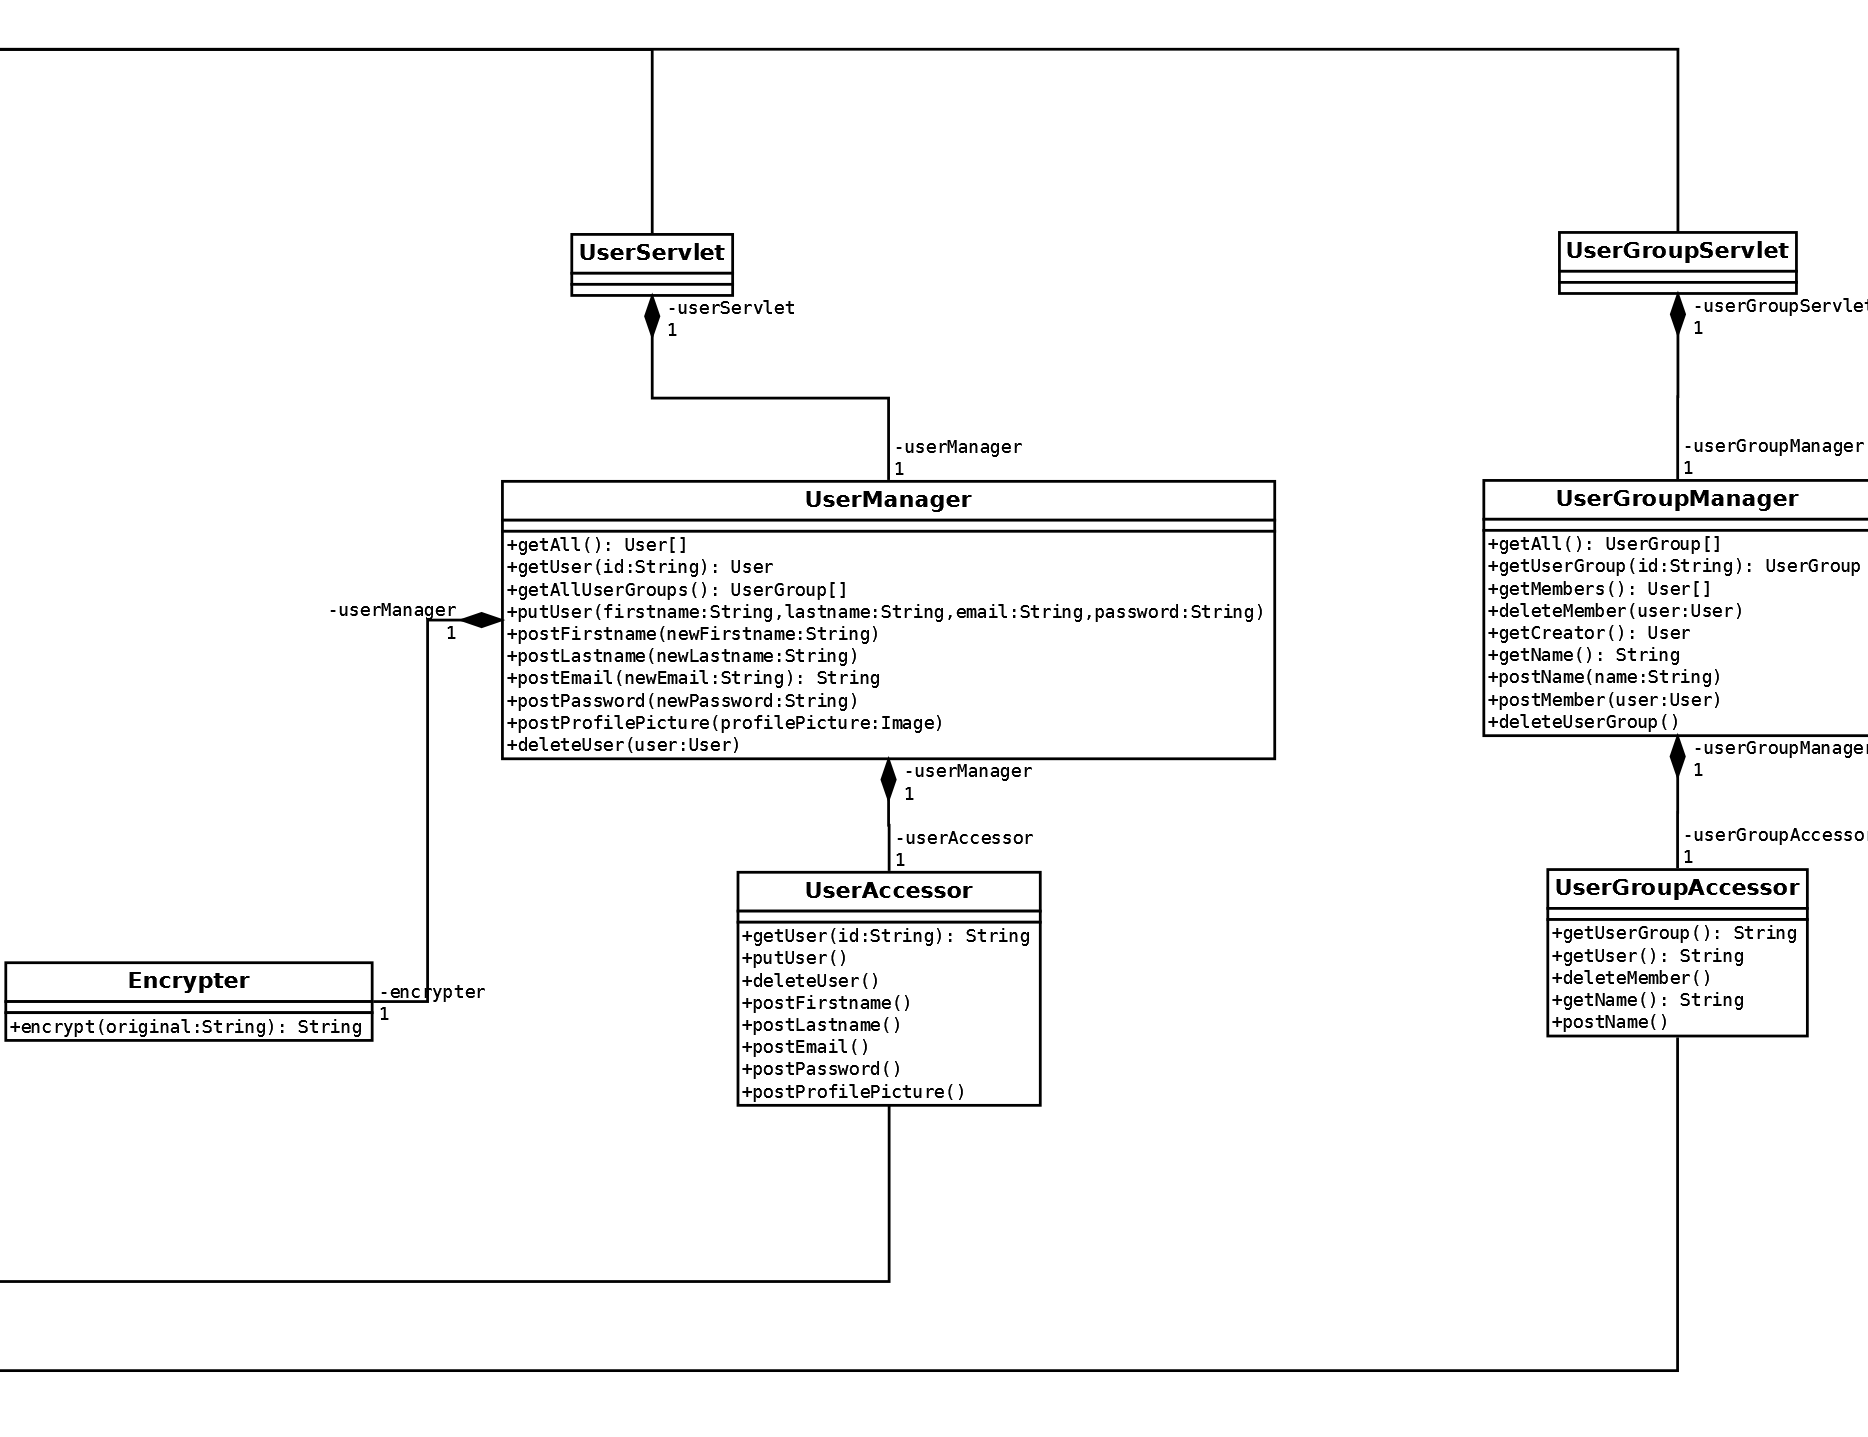 UserServlet
-userServlet
1
-userManager
1
UserManager
+getAll(): User[]
+getUser(id:String): User
+getAllUserGroups(): UserGroup[]
+putUser(firstname:String,lastname:String,email:String,password:String)
+postFirstname(newFirstname:String)
+postLastname(newLastname:String)
+postEmail(newEmail:String): String
+postPassword(newPassword:String)
+postProfilePicture(profilePicture:Image)
+deleteUser(user:User)
-userManager
1
-userManager
1
-userAccessor
1
UserAccessor
+getUser(id:String): String
+putUser()
+deleteUser()
+postFirstname()
+postLastname()
+postEmail()
+postPassword()
+postProfilePicture()
Encrypter
+encrypt(original:String): String
-encrypter
1
UserGroupServlet
-userGroupServlet
1
-userGroupManager
1
UserGroupManager
+getAll(): UserGroup[]
+getUserGroup(id:String): UserGroup
+getMembers(): User[]
+deleteMember(user:User)
+getCreator(): User
+getName(): String
+postName(name:String)
+postMember(user:User)
+deleteUserGroup()
-userGroupManager
1
-userGroupAccessor
1
UserGroupAccessor
+getUserGroup(): String
+getUser(): String
+deleteMember()
+getName(): String
+postName()